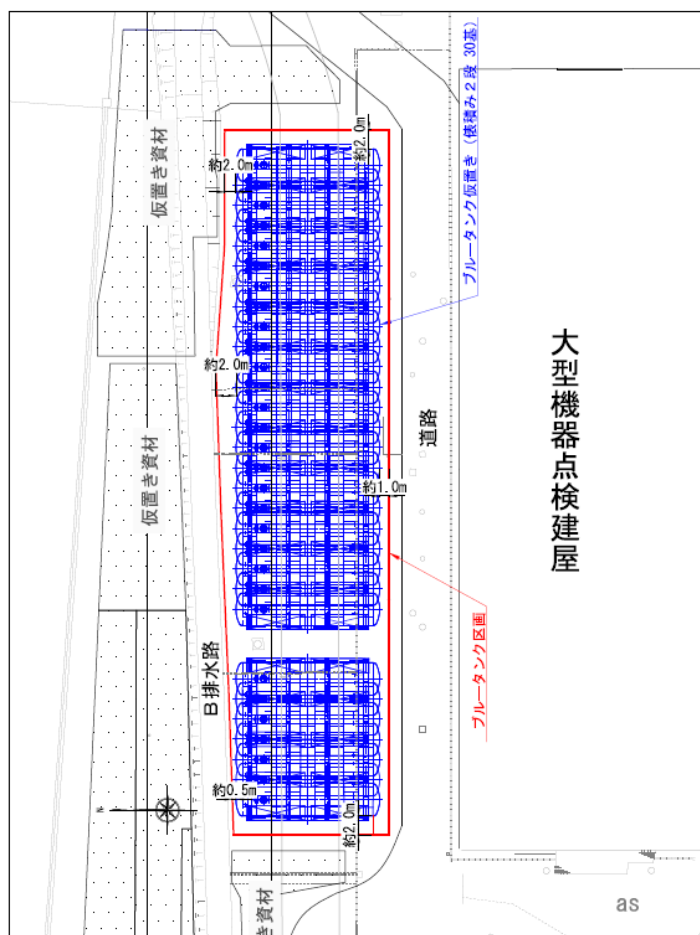 ブルータンク仮置き（俵積み２段 30基）
約2.0m
仮置き資材
約2.0m
大型機器点検建屋
約2.0m
道路
仮置き資材
約1.0m
ブルータンク区画
B排水路
約0.5m
N
約2.0m
き資材
as